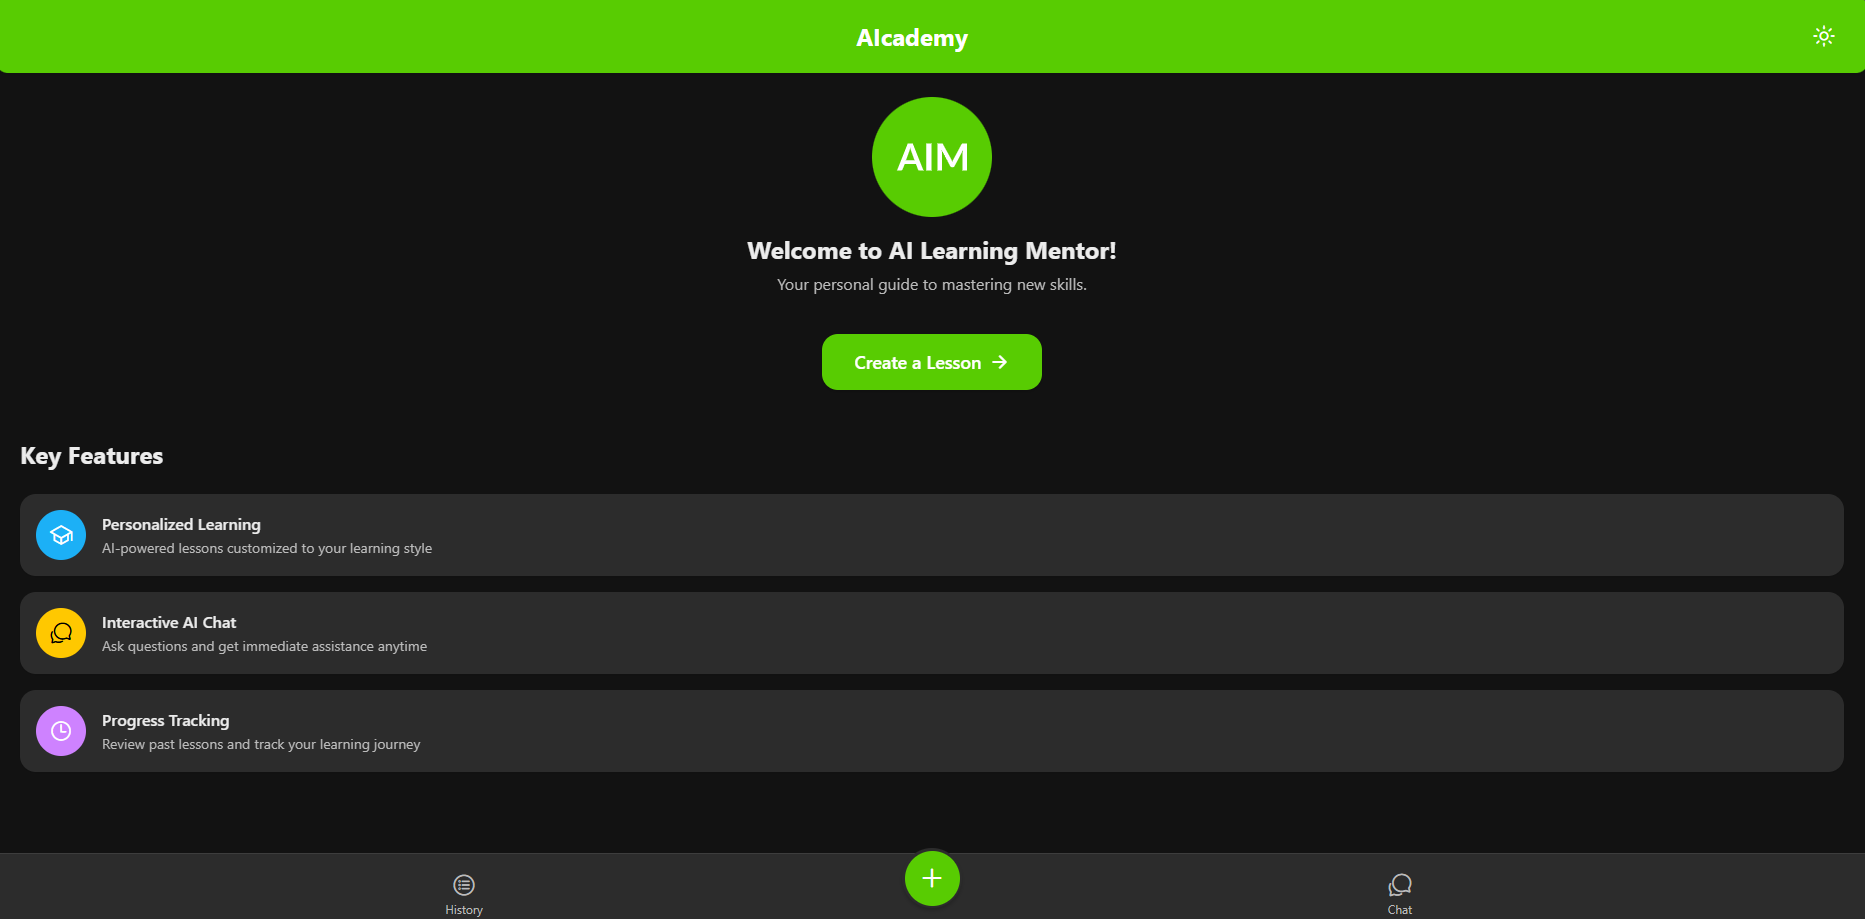 AIcademy
AIM
Welcome to AI Learning Mentor!
Your personal guide to mastering new skills.
Create a Lesson →
Key Features
Personalized Learning
AI-powered lessons customized to your learning style
Interactive AI Chat
Ask questions and get immediate assistance anytime
Progress Tracking
Review past lessons and track your learning journey
History
Chat